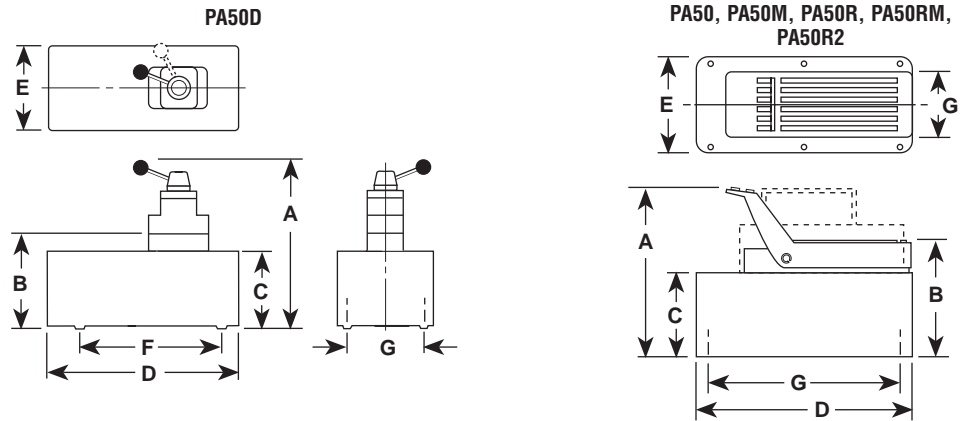 PA50D
E
A
B
C
F
G
D
PA50, PA50M, PA50R, PA50RM,
PA50R2
E
G
A
B
C
G
D